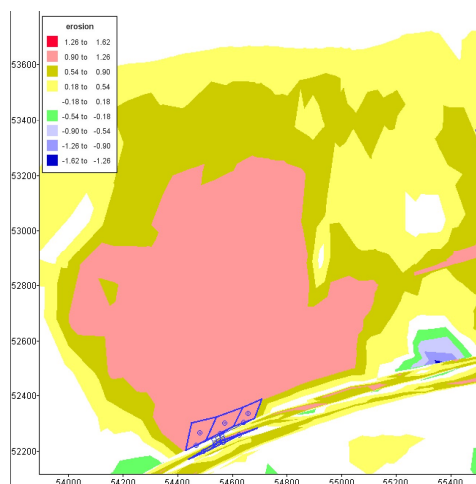 erosion
1.26 to 1.62
0.90 to 1.26
0.54 to 0.90
0.18 to 0.54
-0.18 to 0.18
-0.54 to -0.18
-0.90 to -0.54
-1.26 to -0.90
-1.62 to -1.26
53600
53400
53200
53000
52800
52600
52400
52200
54000 54200 54400 54600 54800 55000 55200 55400